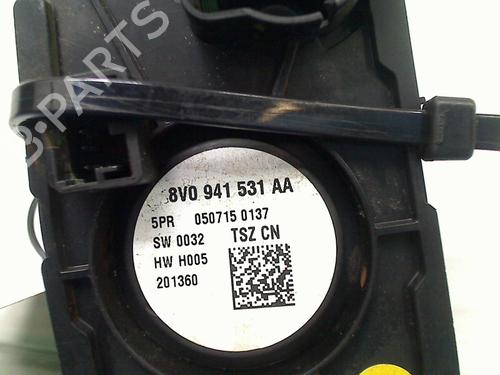 B-PARTS
8V0 941 531 AA
5PR 050715 0137
SW 0032 TSZ CN
HW H005
201360